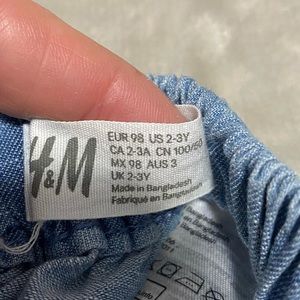 H&M
EUR 98 US 2-3Y
CA 2-3A CN 100/50
MX 98 AUS 3
UK 2-3Y
Made in Bangladesh
Fabriqué en Bangladesh